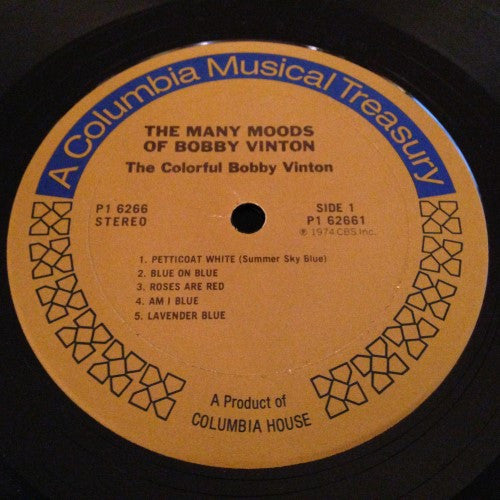 A Columbia Musical Treasury
THE MANY MOODS
OF BOBBY VINTON
The Colorful Bobby Vinton
P1 6266
STEREO
SIDE 1
P1 62661
℗ 1974 CBS Inc.
1. PETTICOAT WHITE (Summer Sky Blue)
2. BLUE ON BLUE
3. ROSES ARE RED
4. AM I BLUE
5. LAVENDER BLUE
A Product of
COLUMBIA HOUSE